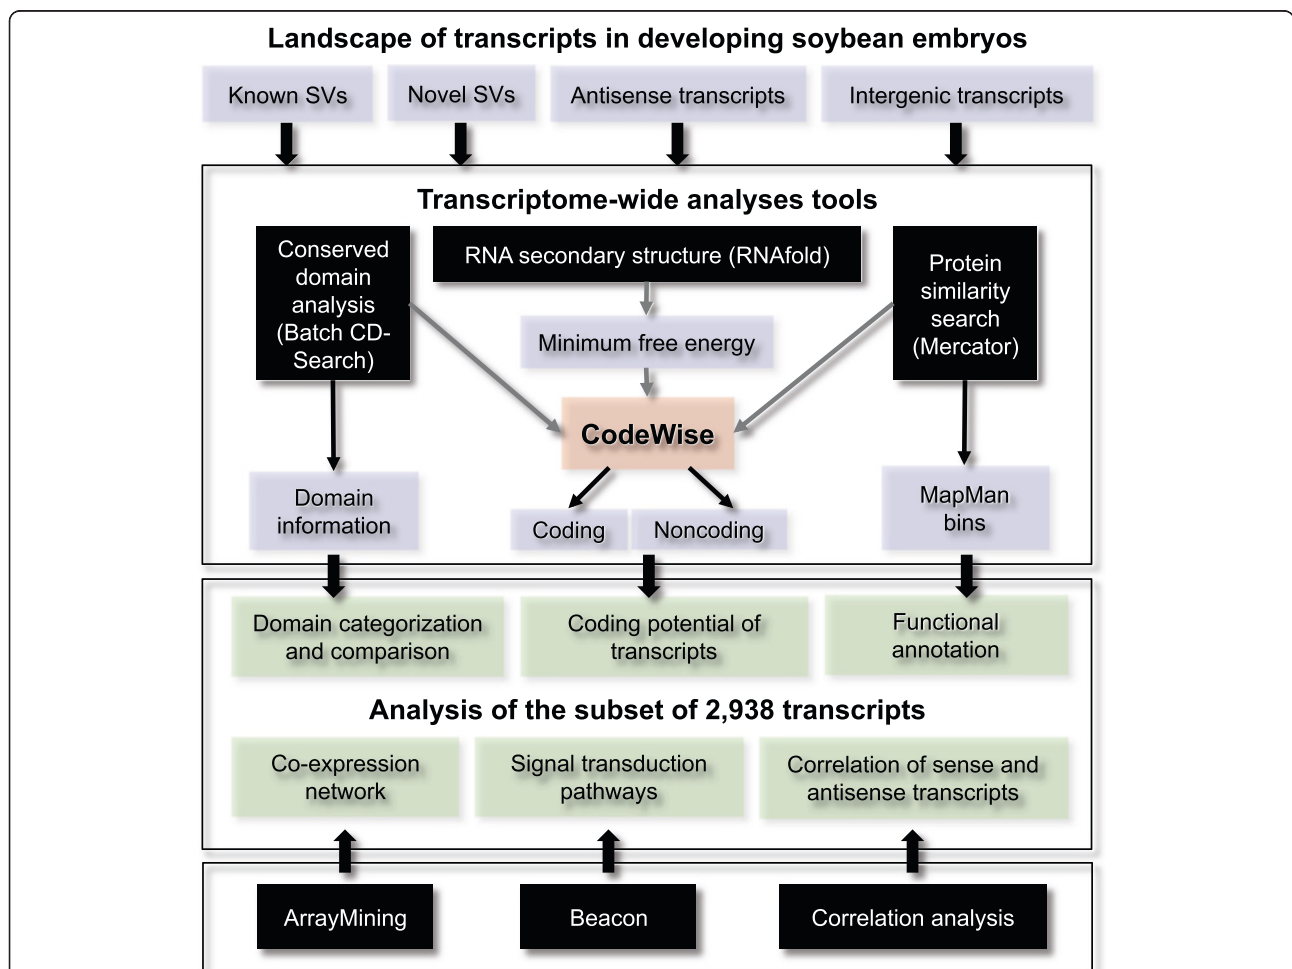 Landscape of transcripts in developing soybean embryos
Known SVs
Novel SVs
Antisense transcripts
Intergenic transcripts
Transcriptome-wide analyses tools
Conserved
domain
analysis
(Batch CD-
Search)
RNA secondary structure (RNAfold)
Protein
similarity
search
(Mercator)
Minimum free energy
CodeWise
Domain
information
Coding
Noncoding
MapMan
bins
Domain categorization
and comparison
Coding potential of
transcripts
Functional
annotation
Analysis of the subset of 2,938 transcripts
Co-expression
network
Signal transduction
pathways
Correlation of sense and
antisense transcripts
ArrayMining
Beacon
Correlation analysis